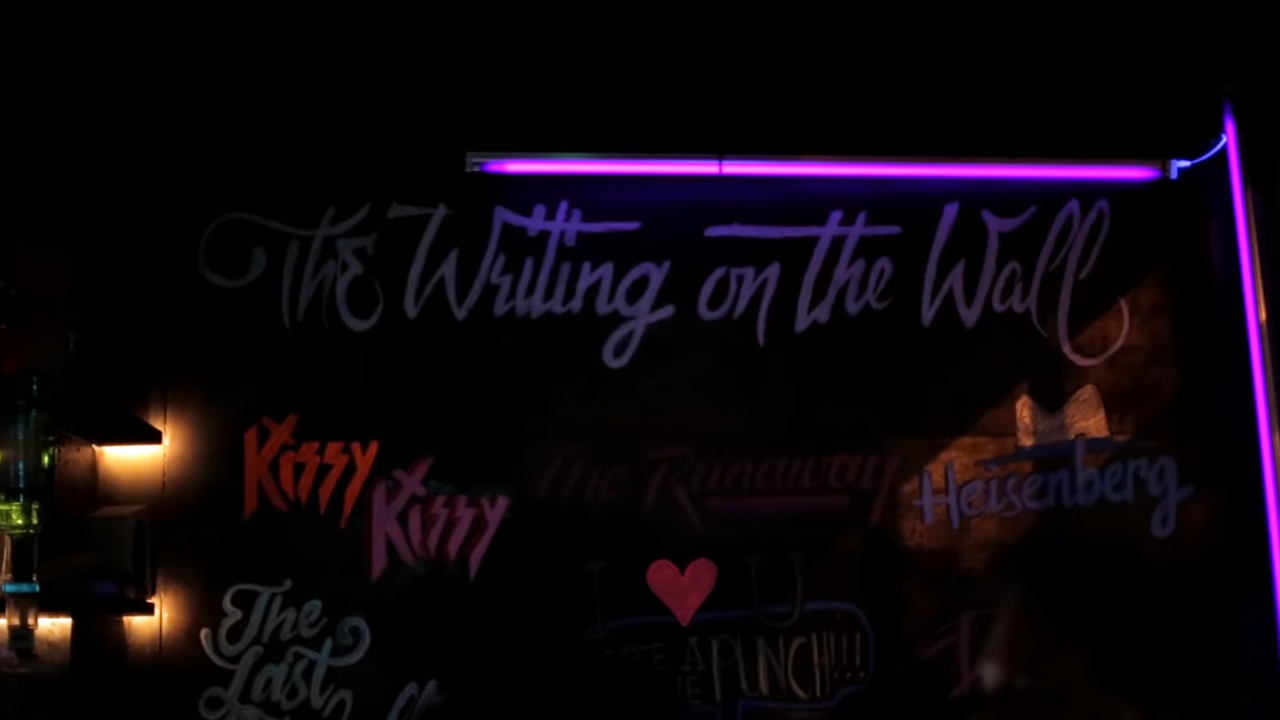 The Writing on the Wall
Kissy
Kissy
The Runaway
Heisenberg
I U
A PUNCH!!!
The
Last